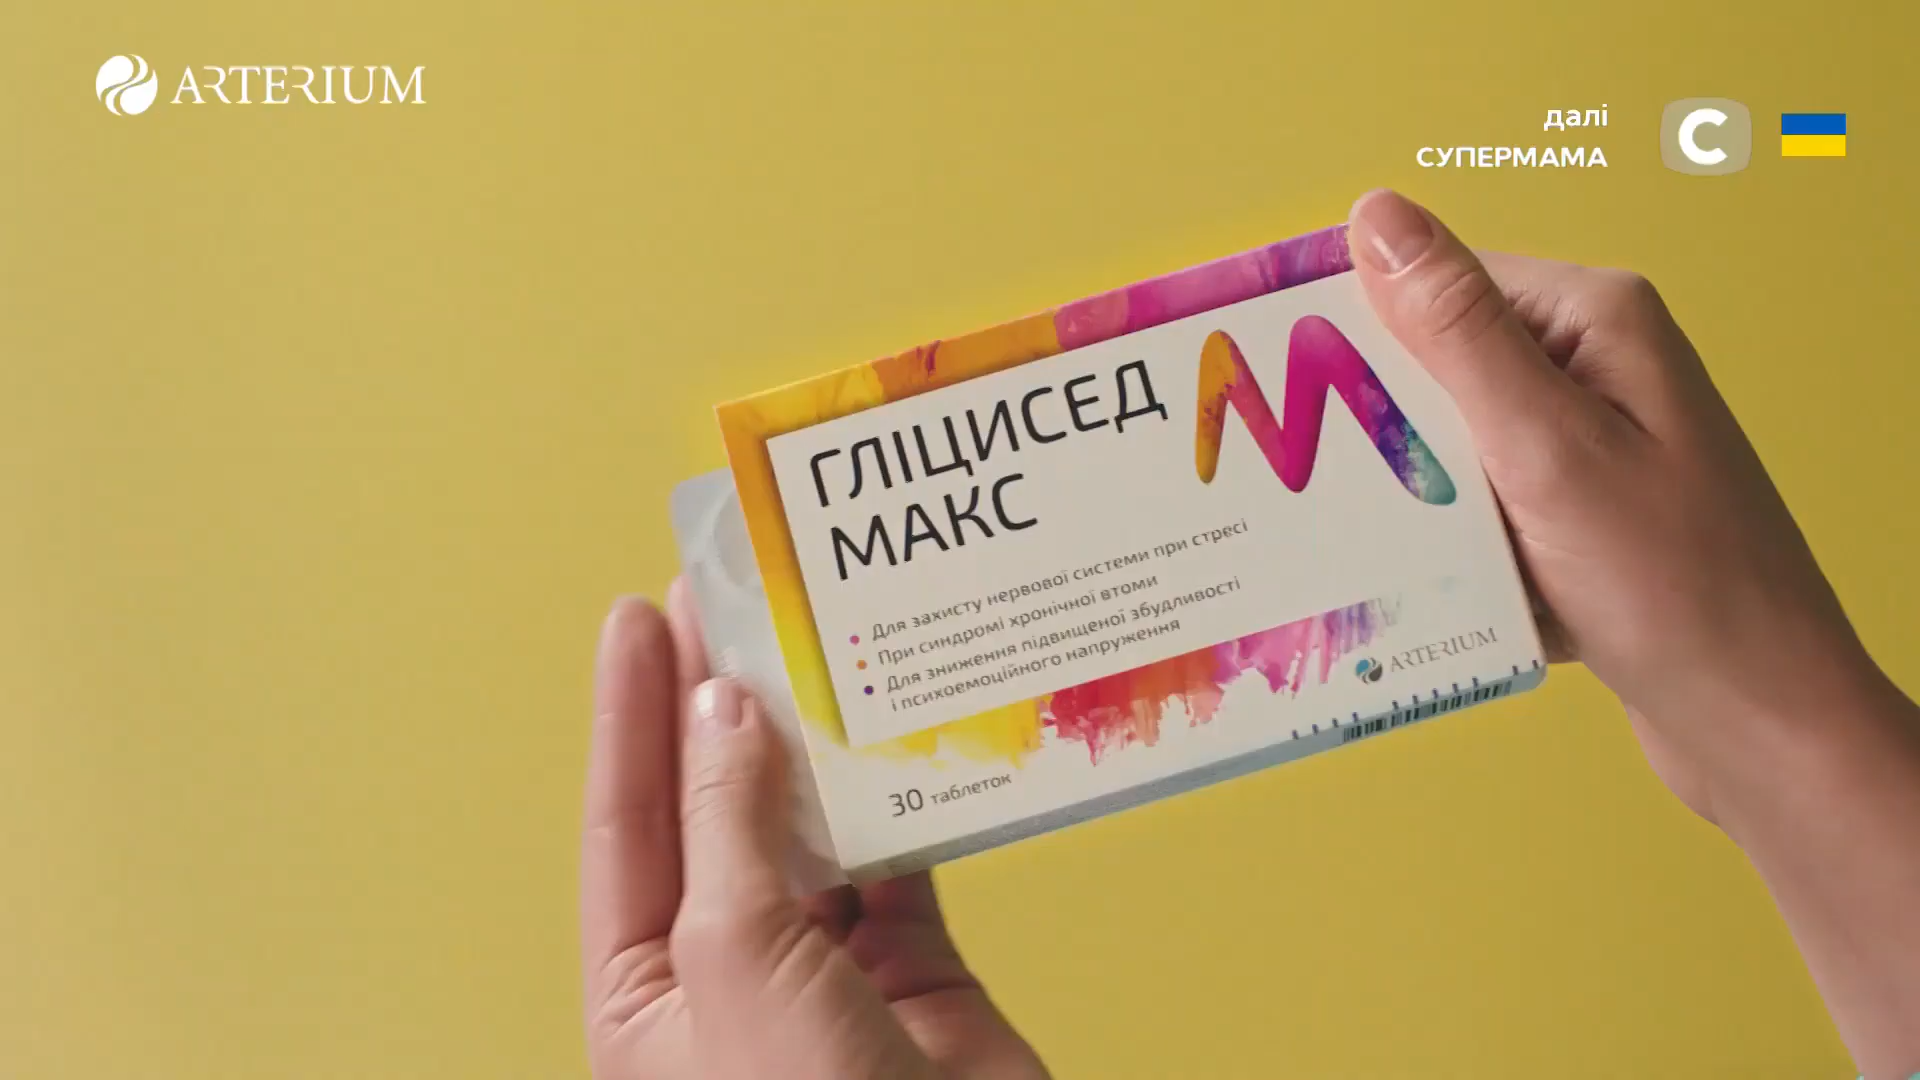 ARTERIUM
далі
СУПЕРМАМА
C
ГЛІЦИСЕД
МАКС
М
Для захисту нервової системи при стресі
При синдромі хронічної втоми
Для зниження підвищеної збудливості
і психоемоційного напруження
ARTERIUM
30 таблеток